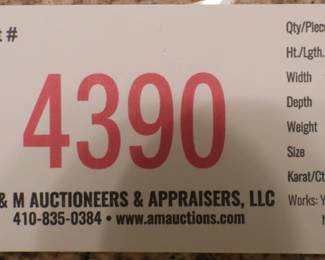 t #
4390
& M AUCTIONEERS & APPRAISERS, LLC
410-835-0384 • www.amauctions.com
Qty/Piece
Ht./Lgth.
Width
Depth
Weight
Size
Karat/Ct
Works: Y